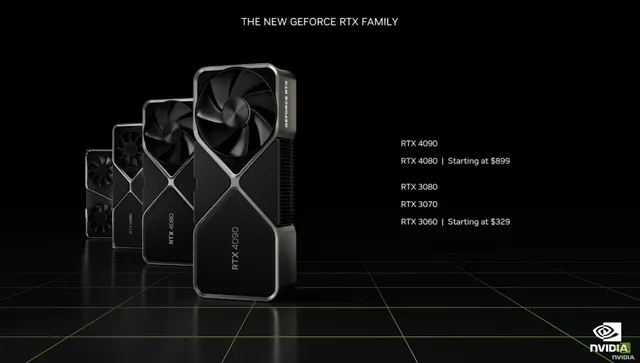 THE NEW GEFORCE RTX FAMILY
GEFORCE RTX
RTX 4090
RTX 4080 | Starting at $899
RTX 3080
RTX 3070
RTX 3060 | Starting at $329
RTX 4080
RTX 4090
NVIDIA
NVIDIA